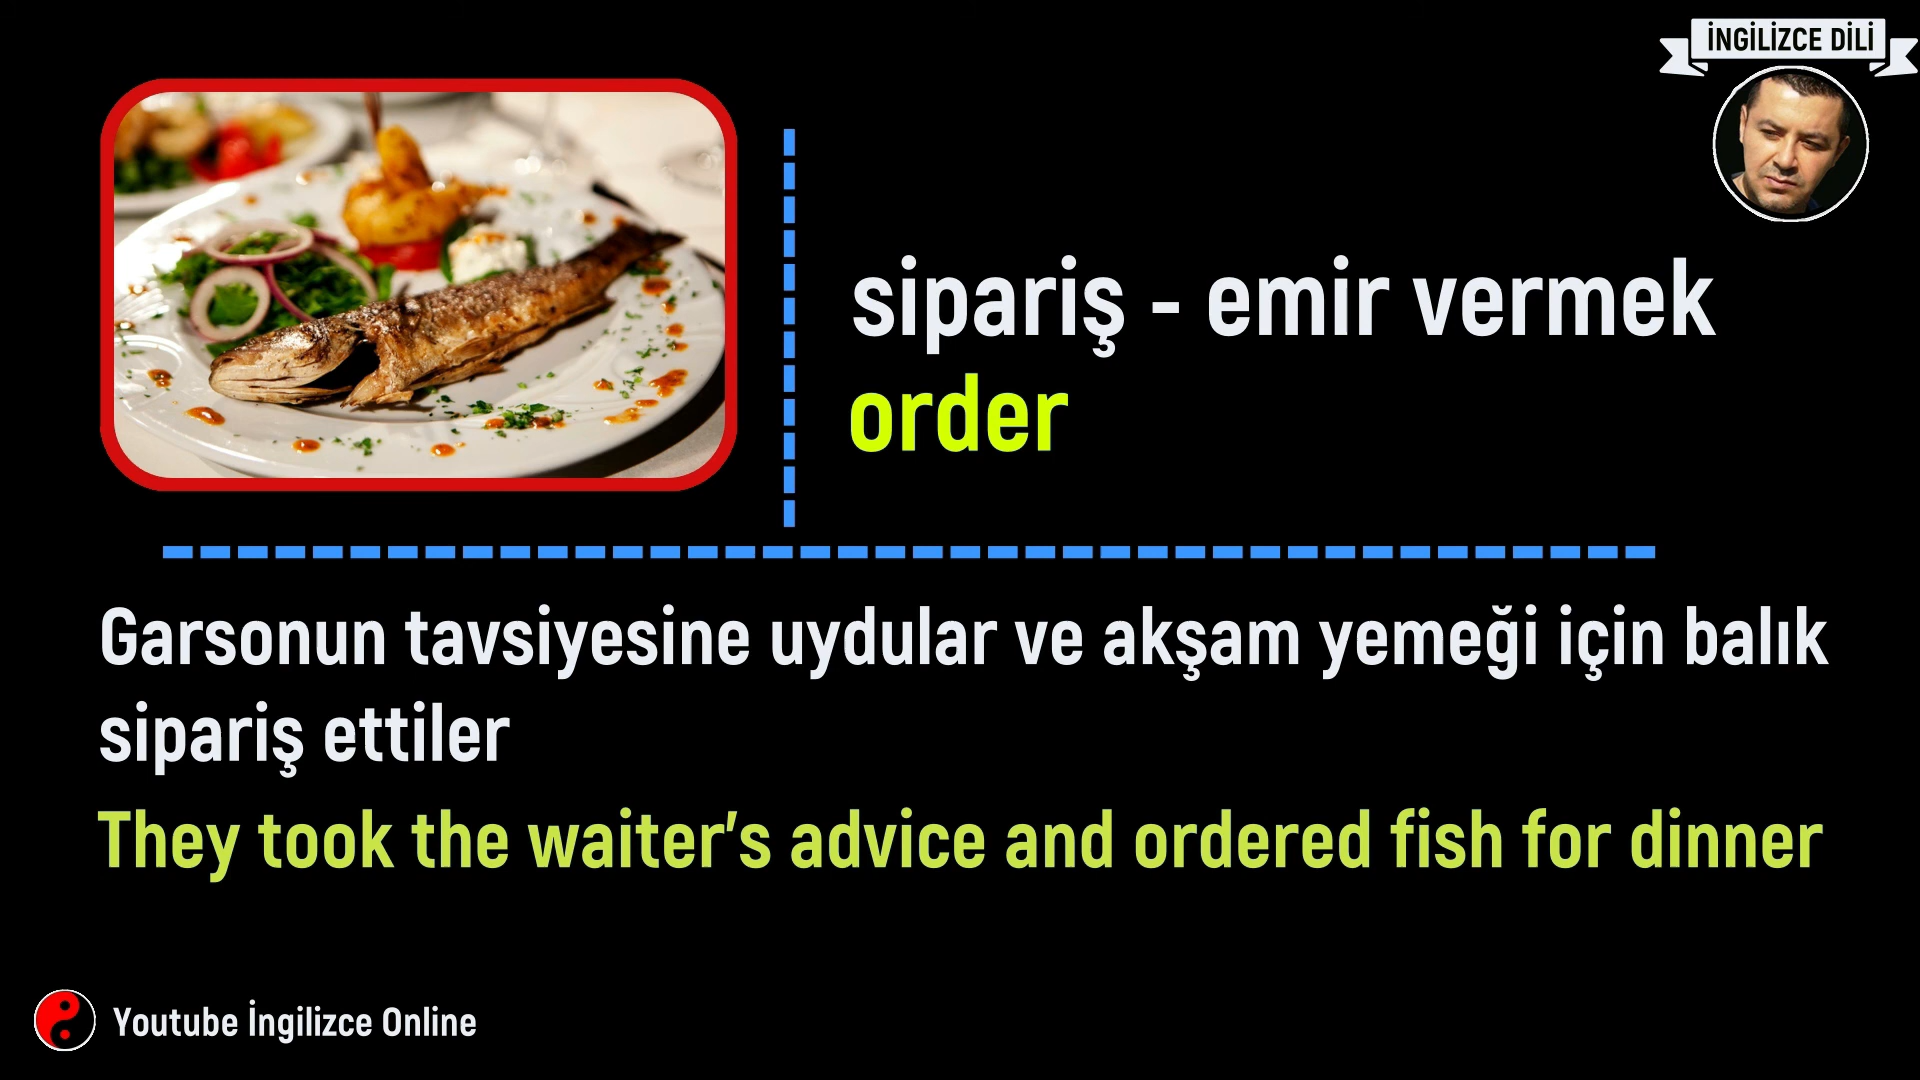 İNGİLİZCE DİLİ
sipariş - emir vermek
order
Garsonun tavsiyesine uydular ve akşam yemeği için balık
sipariş ettiler
They took the waiter's advice and ordered fish for dinner
Youtube İngilizce Online